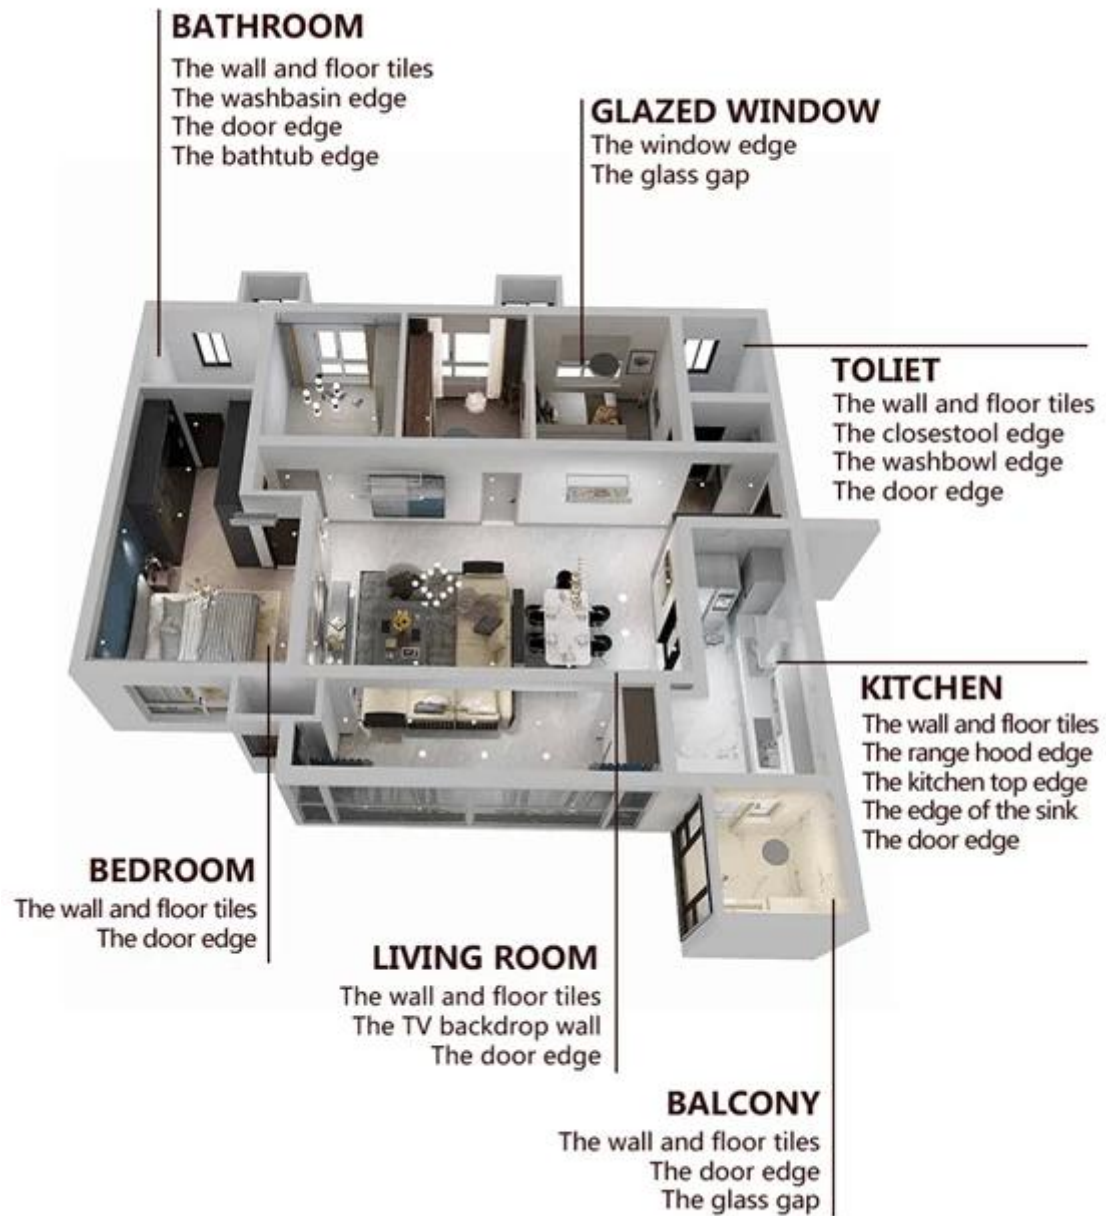 BATHROOM
The wall and floor tiles
The washbasin edge
The door edge
The bathtub edge
GLAZED WINDOW
The window edge
The glass gap
TOLIET
The wall and floor tiles
The closestool edge
The washbowl edge
The door edge
KITCHEN
The wall and floor tiles
The range hood edge
The kitchen top edge
The edge of the sink
The door edge
BEDROOM
The wall and floor tiles
The door edge
LIVING ROOM
The wall and floor tiles
The TV backdrop wall
The door edge
BALCONY
The wall and floor tiles
The door edge
The glass gap